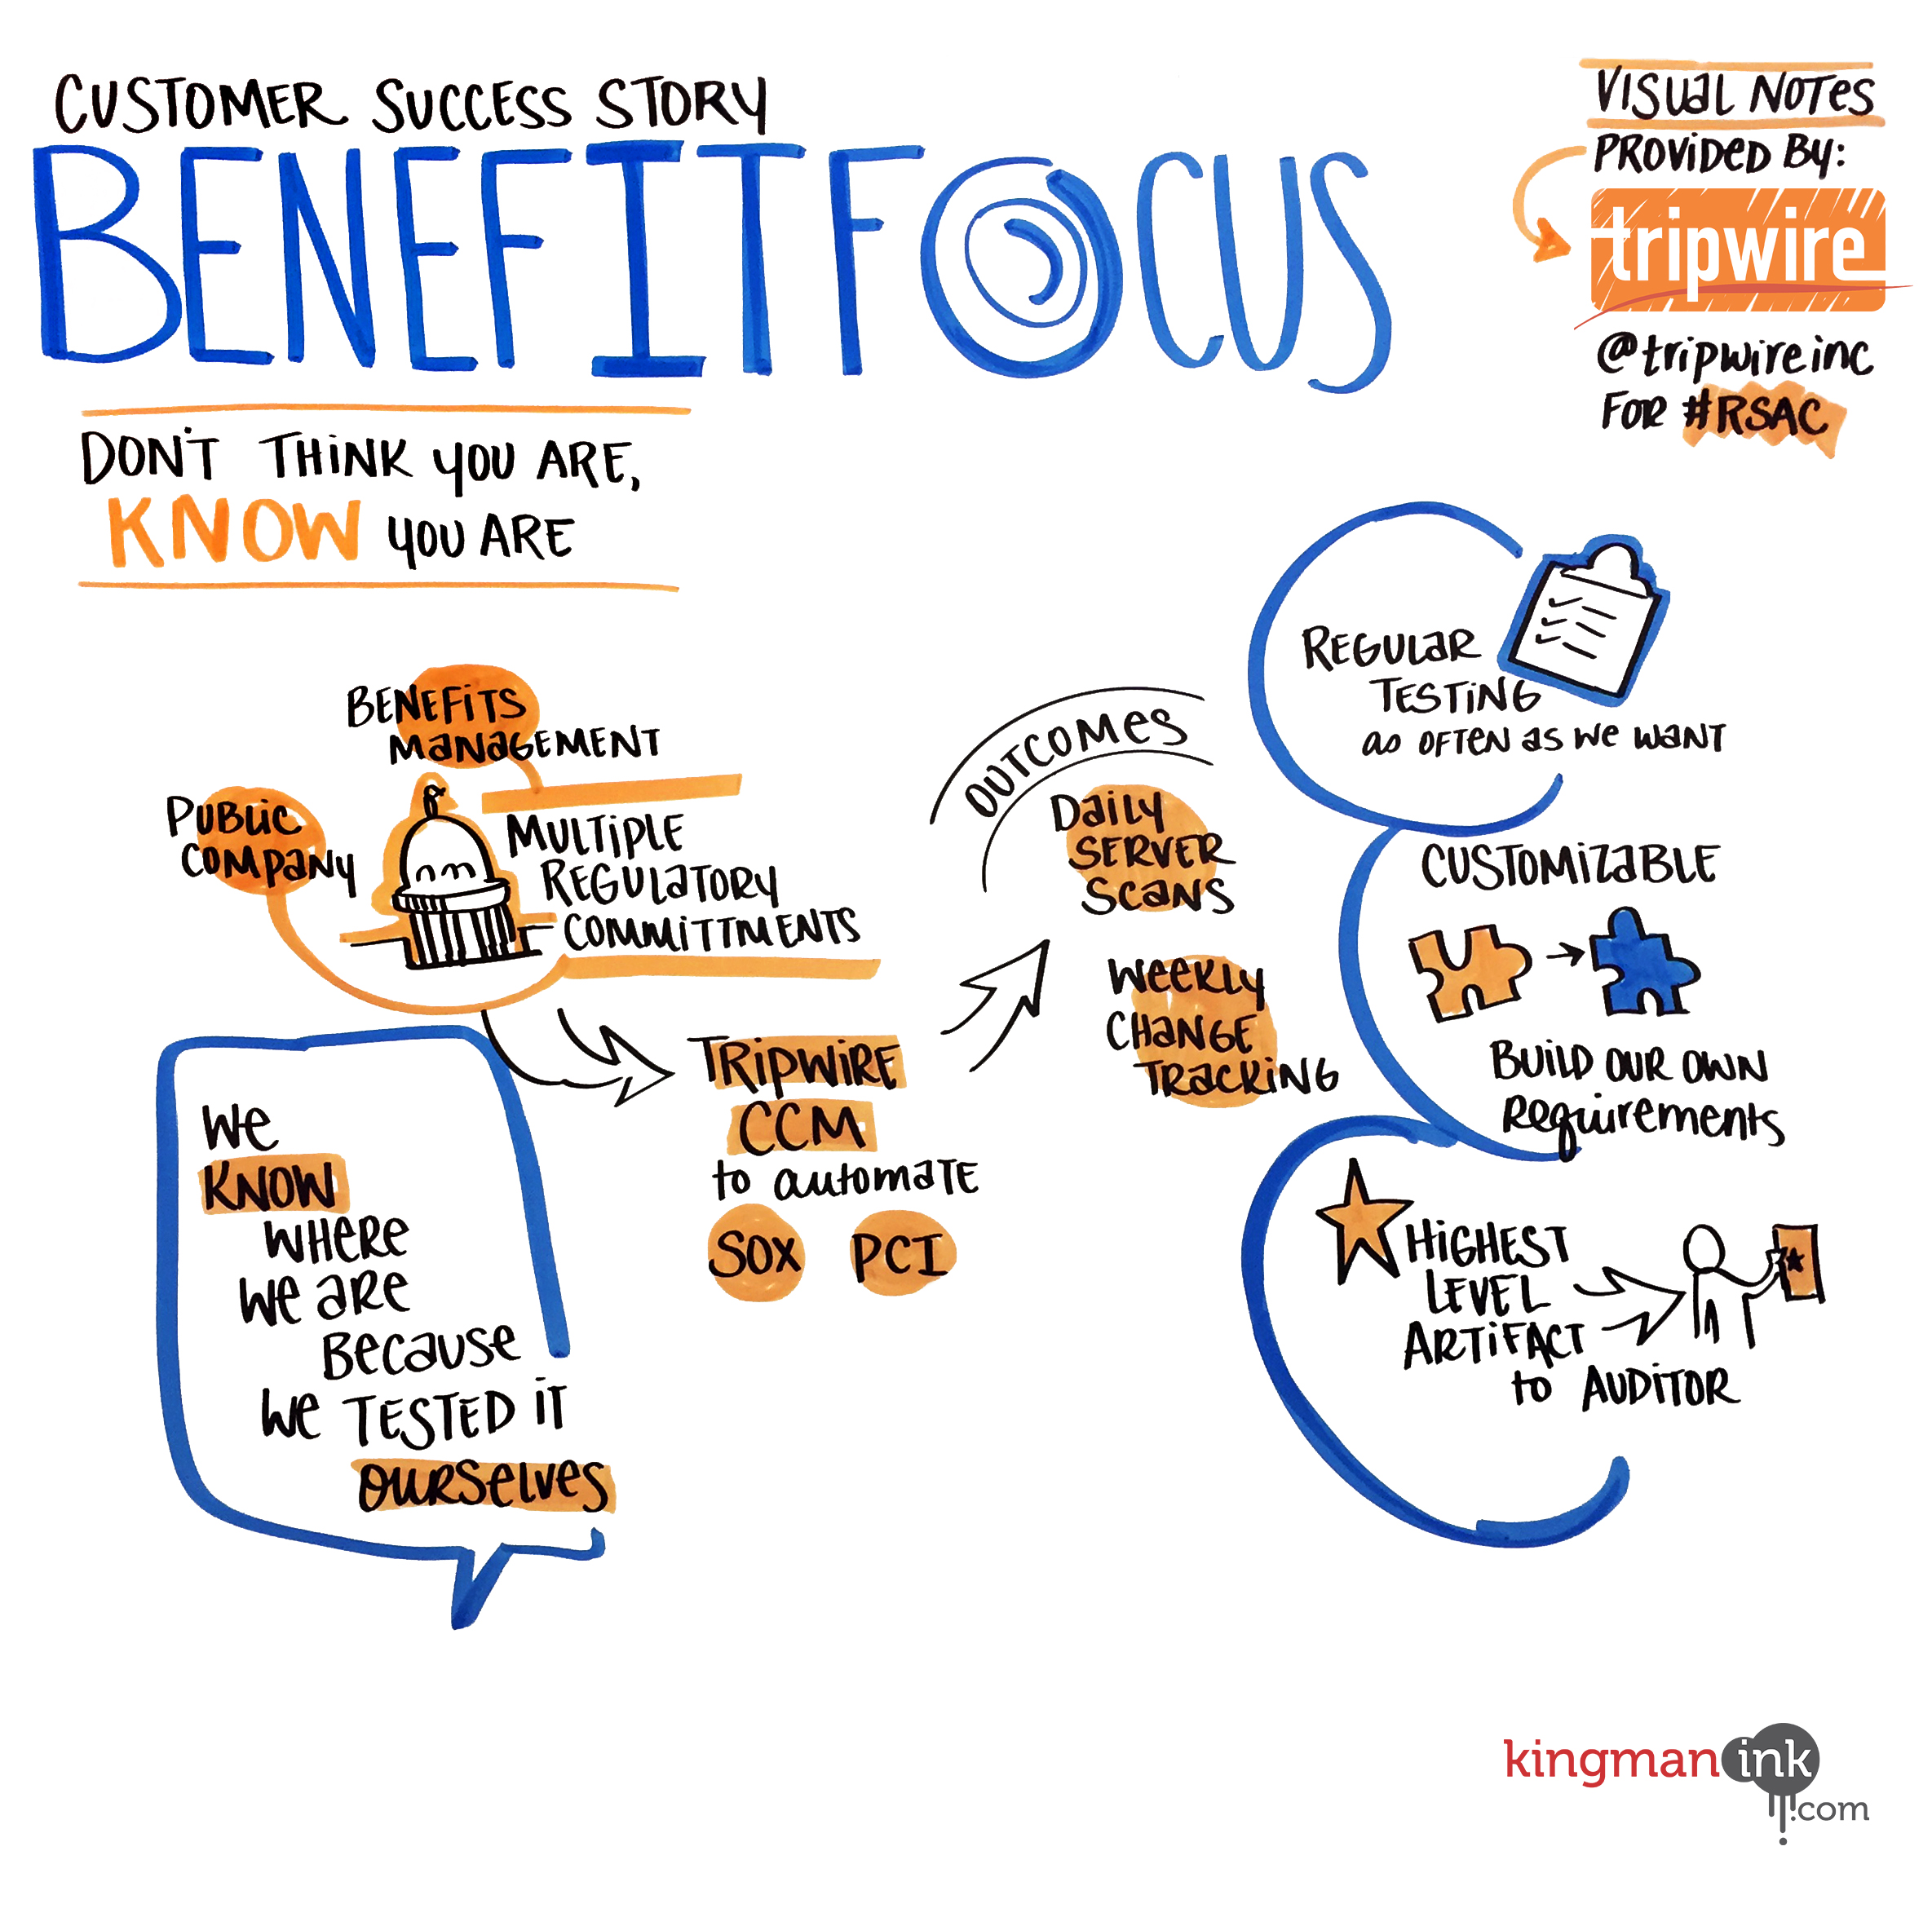 CUSTOMER SUCCESS STORY
BENEFITFOCUS
VISUAL NOTES
PROVIDED BY:
tripwire
@tripwireinc
FOR #RSAC
DON'T THINK YOU ARE,
KNOW YOU ARE
BENEFITS
MANAGEMENT
PUBLIC
COMPANY
MULTIPLE
REGULATORY
COMMITTMENTS
WE
KNOW
WHERE
WE ARE
BECAUSE
WE TESTED IT
OURSELVES
TRIPWIRE
CCM
to automate
SOX PCI
OUTCOMES
DAILY
SERVER
SCANS
WEEKLY
CHANGE
TRACKING
REGULAR
TESTING
as OFTEN as WE WANT
CUSTOMIZABLE
BUILD OUR OWN
REQUIREMENTS
HIGHEST
LEVEL
ARTIFACT
to AUDITOR
kingmanink
.com